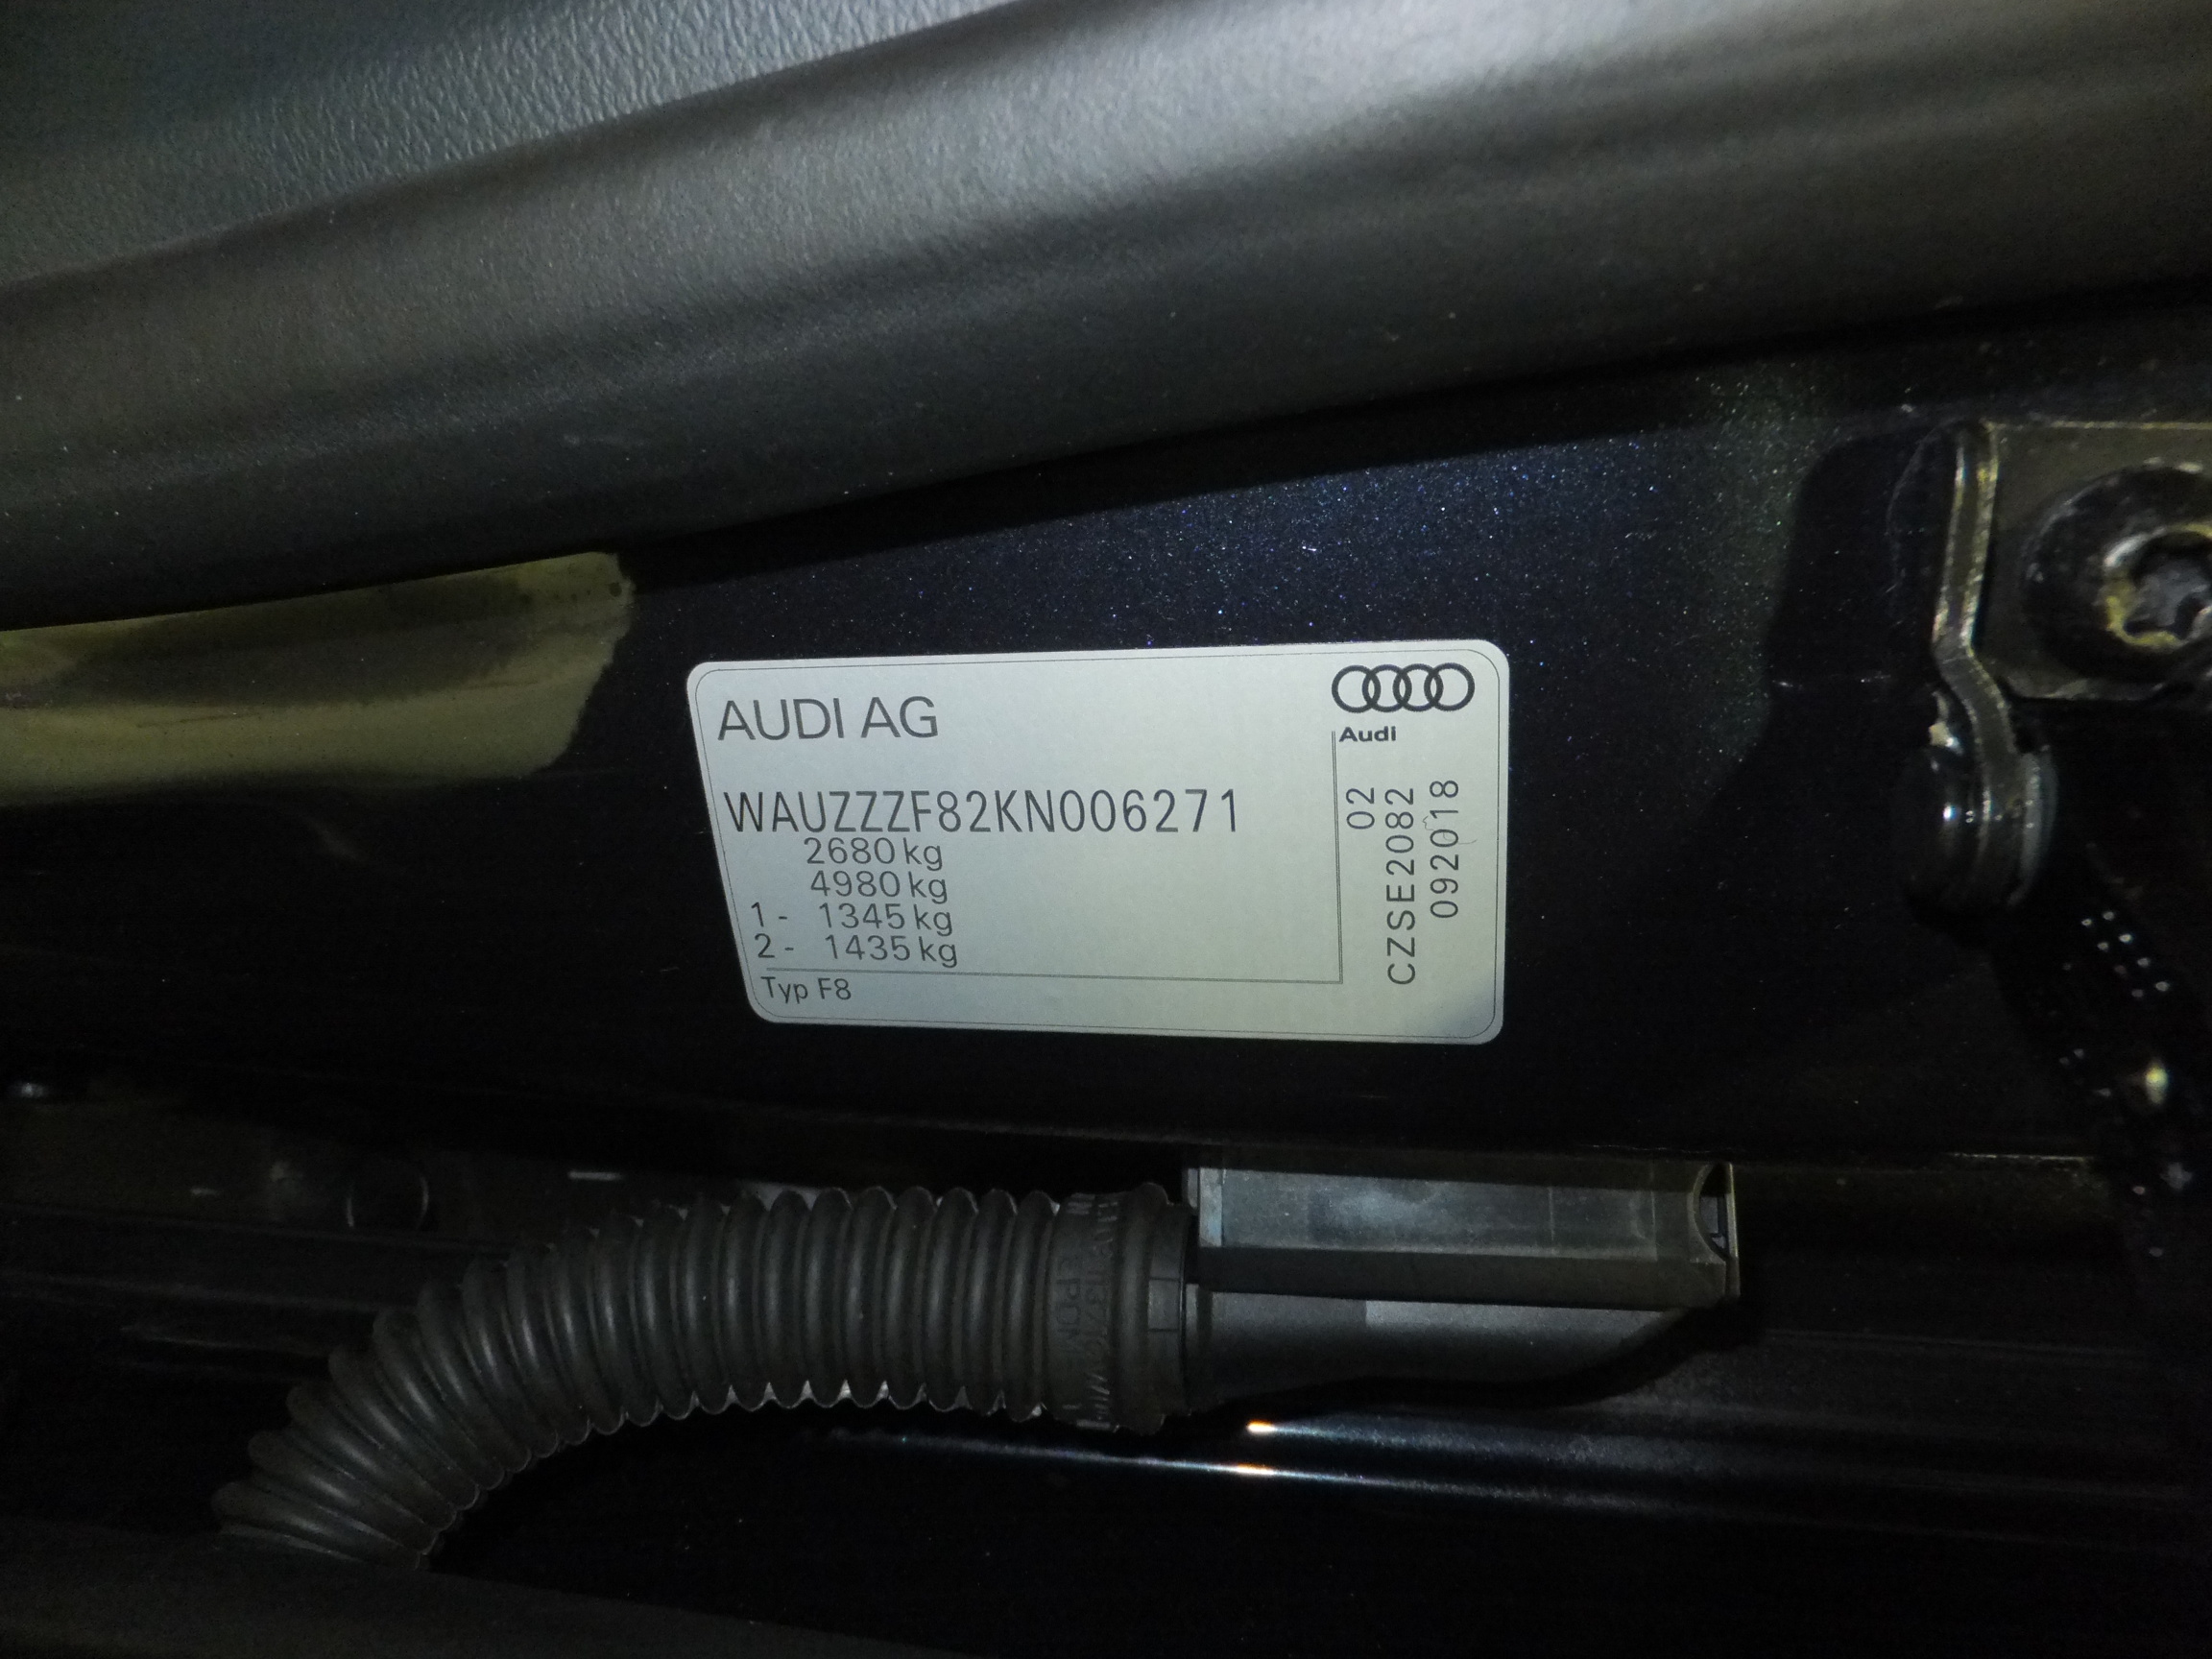 AUDI AG
Audi
WAUZZZF82KN006271
2680 kg
4980 kg
1 - 1345 kg
2 - 1435 kg
Typ F8
02
CZSE2082
092018